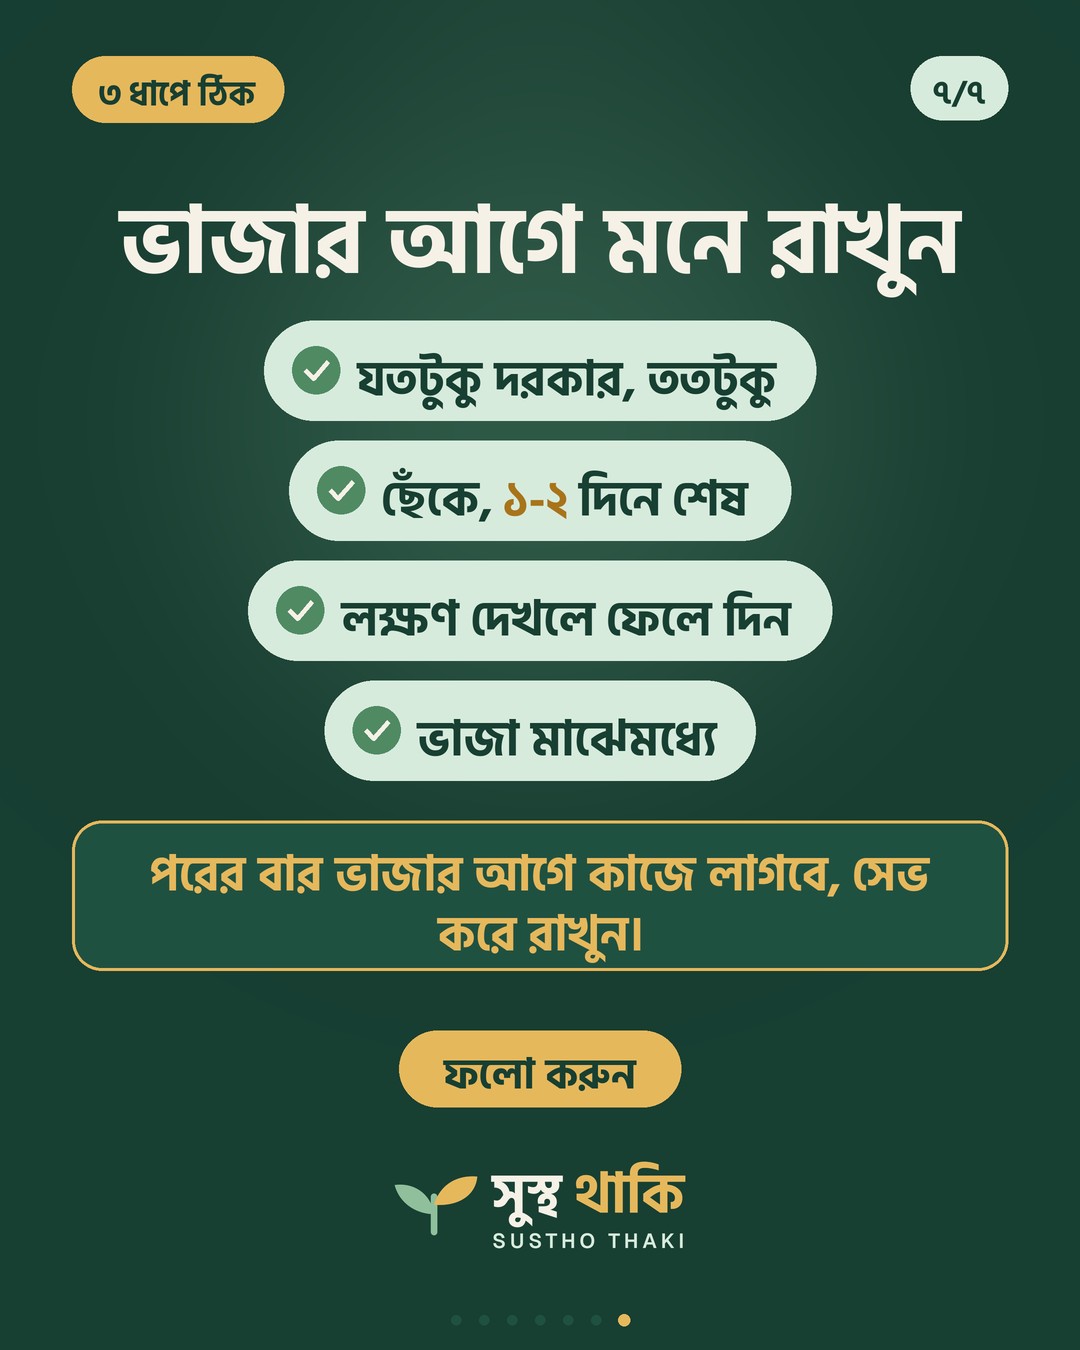 ৩ ধাপে ঠিক
৭/৭
ভাজার আগে মনে রাখুন
যতটুকু দরকার, ততটুকু
ছেঁকে, ১-২ দিনে শেষ
লক্ষণ দেখলে ফেলে দিন
ভাজা মাঝেমধ্যে
পরের বার ভাজার আগে কাজে লাগবে, সেভ
করে রাখুন।
ফলো করুন
সুস্থ থাকি
SUSTHO THAKI